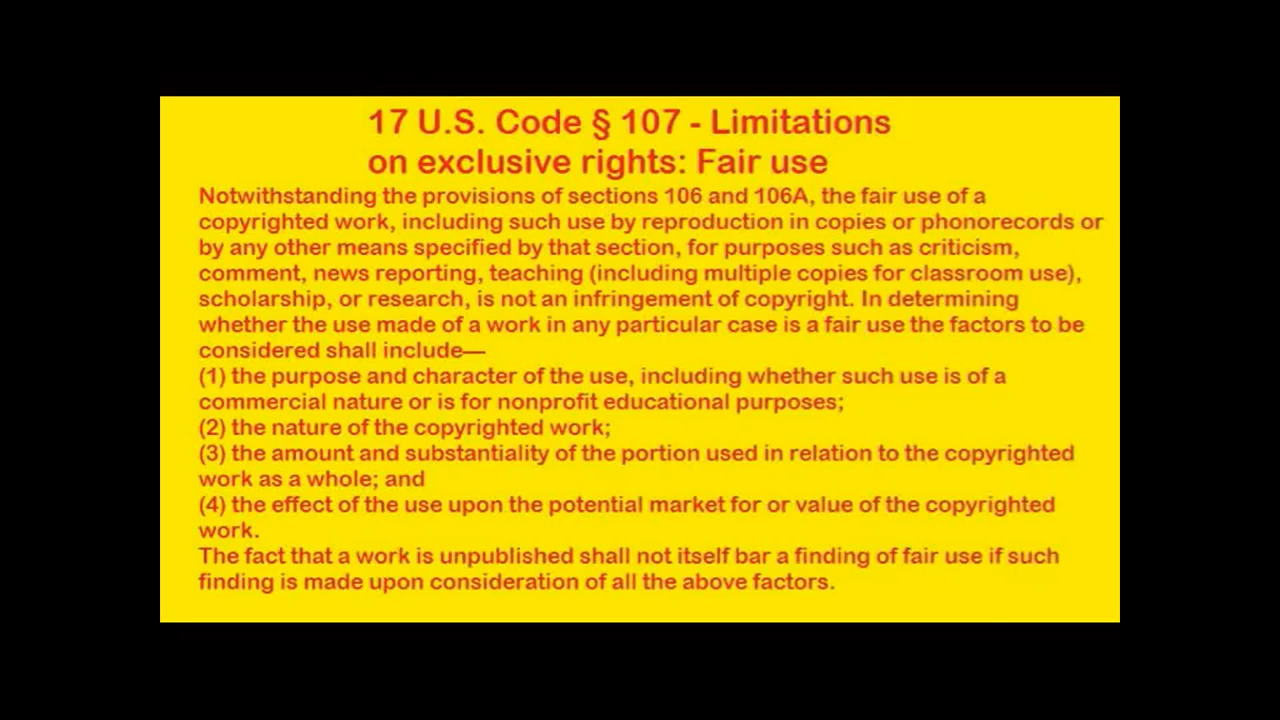 17 U.S. Code § 107 - Limitations
on exclusive rights: Fair use
Notwithstanding the provisions of sections 106 and 106A, the fair use of a
copyrighted work, including such use by reproduction in copies or phonorecords or
by any other means specified by that section, for purposes such as criticism,
comment, news reporting, teaching (including multiple copies for classroom use),
scholarship, or research, is not an infringement of copyright. In determining
whether the use made of a work in any particular case is a fair use the factors to be
considered shall include—
(1) the purpose and character of the use, including whether such use is of a
commercial nature or is for nonprofit educational purposes;
(2) the nature of the copyrighted work;
(3) the amount and substantiality of the portion used in relation to the copyrighted
work as a whole; and
(4) the effect of the use upon the potential market for or value of the copyrighted
work.
The fact that a work is unpublished shall not itself bar a finding of fair use if such
finding is made upon consideration of all the above factors.